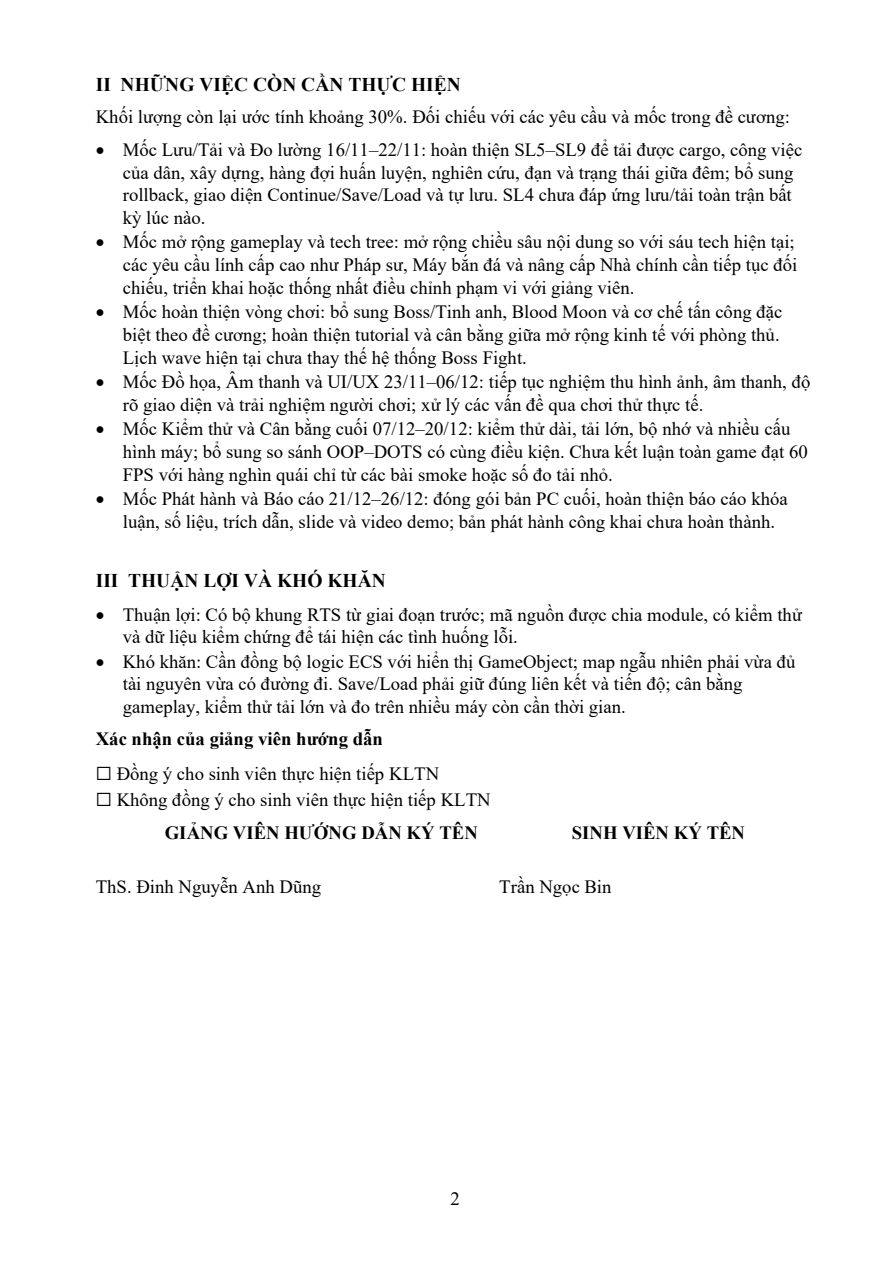 II NHỮNG VIỆC CÒN CẦN THỰC HIỆN
Khối lượng còn lại ước tính khoảng 30%. Đối chiếu với các yêu cầu và mốc trong đề cương:
• Mốc Lưu/Tải và Đo lường 16/11–22/11: hoàn thiện SL5–SL9 để tải được cargo, công việc
của dân, xây dựng, hàng đợi huấn luyện, nghiên cứu, đạn và trạng thái giữa đêm; bổ sung
rollback, giao diện Continue/Save/Load và tự lưu. SL4 chưa đáp ứng lưu/tải toàn trận bất
kỳ lúc nào.
• Mốc mở rộng gameplay và tech tree: mở rộng chiều sâu nội dung so với sáu tech hiện tại;
các yêu cầu lính cấp cao như Pháp sư, Máy bắn đá và nâng cấp Nhà chính cần tiếp tục đối
chiếu, triển khai hoặc thống nhất điều chỉnh phạm vi với giảng viên.
• Mốc hoàn thiện vòng chơi: bổ sung Boss/Tinh anh, Blood Moon và cơ chế tấn công đặc
biệt theo đề cương; hoàn thiện tutorial và cân bằng giữa mở rộng kinh tế với phòng thủ.
Lịch wave hiện tại chưa thay thế hệ thống Boss Fight.
• Mốc Đồ họa, Âm thanh và UI/UX 23/11–06/12: tiếp tục nghiệm thu hình ảnh, âm thanh, độ
rõ giao diện và trải nghiệm người chơi; xử lý các vấn đề qua chơi thử thực tế.
• Mốc Kiểm thử và Cân bằng cuối 07/12–20/12: kiểm thử dài, tải lớn, bộ nhớ và nhiều cấu
hình máy; bổ sung so sánh OOP–DOTS có cùng điều kiện. Chưa kết luận toàn game đạt 60
FPS với hàng nghìn quái chỉ từ các bài smoke hoặc số đo tải nhỏ.
• Mốc Phát hành và Báo cáo 21/12–26/12: đóng gói bản PC cuối, hoàn thiện báo cáo khóa
luận, số liệu, trích dẫn, slide và video demo; bản phát hành công khai chưa hoàn thành.
III THUẬN LỢI VÀ KHÓ KHĂN
• Thuận lợi: Có bộ khung RTS từ giai đoạn trước; mã nguồn được chia module, có kiểm thử
và dữ liệu kiểm chứng để tái hiện các tình huống lỗi.
• Khó khăn: Cần đồng bộ logic ECS với hiển thị GameObject; map ngẫu nhiên phải vừa đủ
tài nguyên vừa có đường đi. Save/Load phải giữ đúng liên kết và tiến độ; cân bằng
gameplay, kiểm thử tải lớn và đo trên nhiều máy còn cần thời gian.
Xác nhận của giảng viên hướng dẫn
☐ Đồng ý cho sinh viên thực hiện tiếp KLTN
☐ Không đồng ý cho sinh viên thực hiện tiếp KLTN
GIẢNG VIÊN HƯỚNG DẪN KÝ TÊN SINH VIÊN KÝ TÊN
ThS. Đinh Nguyễn Anh Dũng Trần Ngọc Bin
2